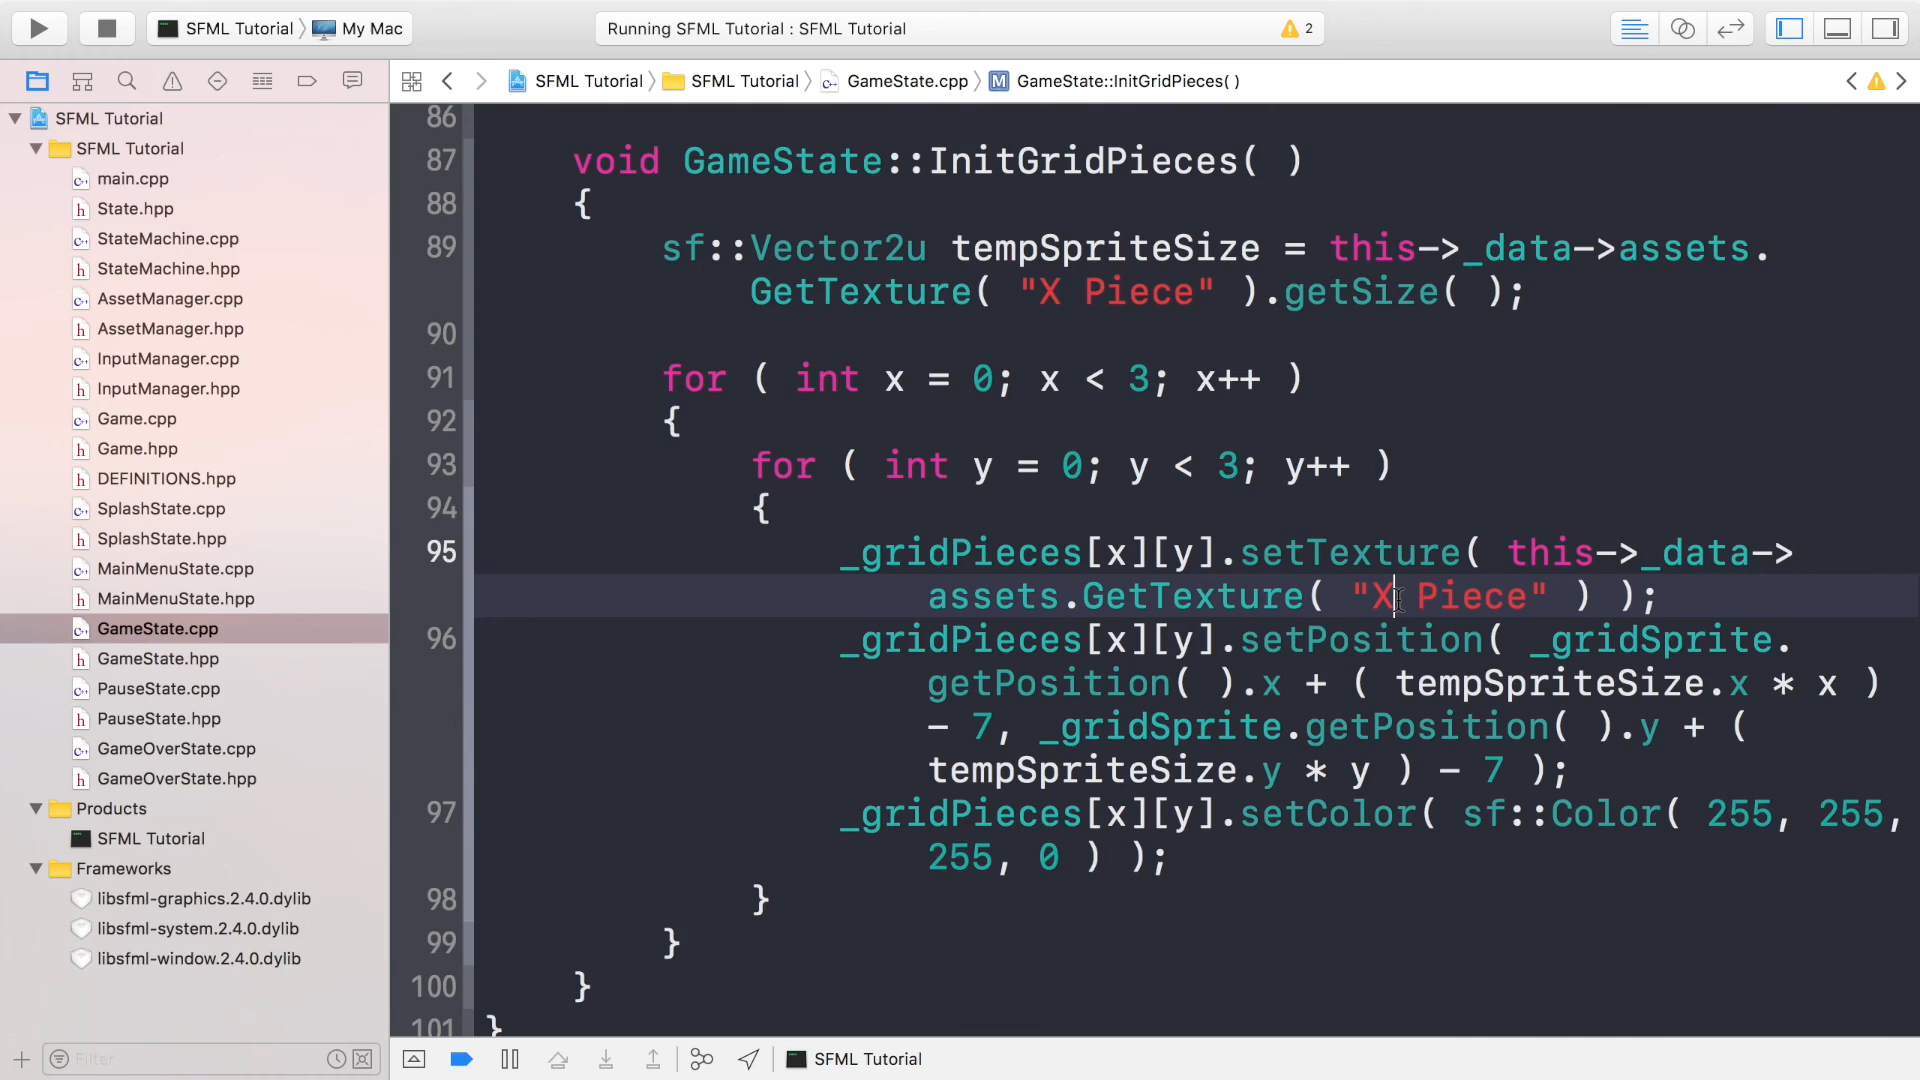 SFML Tutorial My Mac
Running SFML Tutorial : SFML Tutorial 2
SFML Tutorial SFML Tutorial GameState.cpp M GameState::InitGridPieces( )
SFML Tutorial
SFML Tutorial
main.cpp
State.hpp
StateMachine.cpp
StateMachine.hpp
AssetManager.cpp
AssetManager.hpp
InputManager.cpp
InputManager.hpp
Game.cpp
Game.hpp
DEFINITIONS.hpp
SplashState.cpp
SplashState.hpp
MainMenuState.cpp
MainMenuState.hpp
GameState.cpp
GameState.hpp
PauseState.cpp
PauseState.hpp
GameOverState.cpp
GameOverState.hpp
Products
SFML Tutorial
Frameworks
libsfml-graphics.2.4.0.dylib
libsfml-system.2.4.0.dylib
libsfml-window.2.4.0.dylib
Filter
86
87 void GameState::InitGridPieces( )
88 {
89 sf::Vector2u tempSpriteSize = this->_data->assets.
GetTexture( "X Piece" ).getSize( );
90
91 for ( int x = 0; x < 3; x++ )
92 {
93 for ( int y = 0; y < 3; y++ )
94 {
95 _gridPieces[x][y].setTexture( this->_data->
assets.GetTexture( "X Piece" ) );
96 _gridPieces[x][y].setPosition( _gridSprite.
getPosition( ).x + ( tempSpriteSize.x * x )
- 7, _gridSprite.getPosition( ).y + (
tempSpriteSize.y * y ) - 7 );
97 _gridPieces[x][y].setColor( sf::Color( 255, 255,
255, 0 ) );
98 }
99 }
100 }
101 }
SFML Tutorial